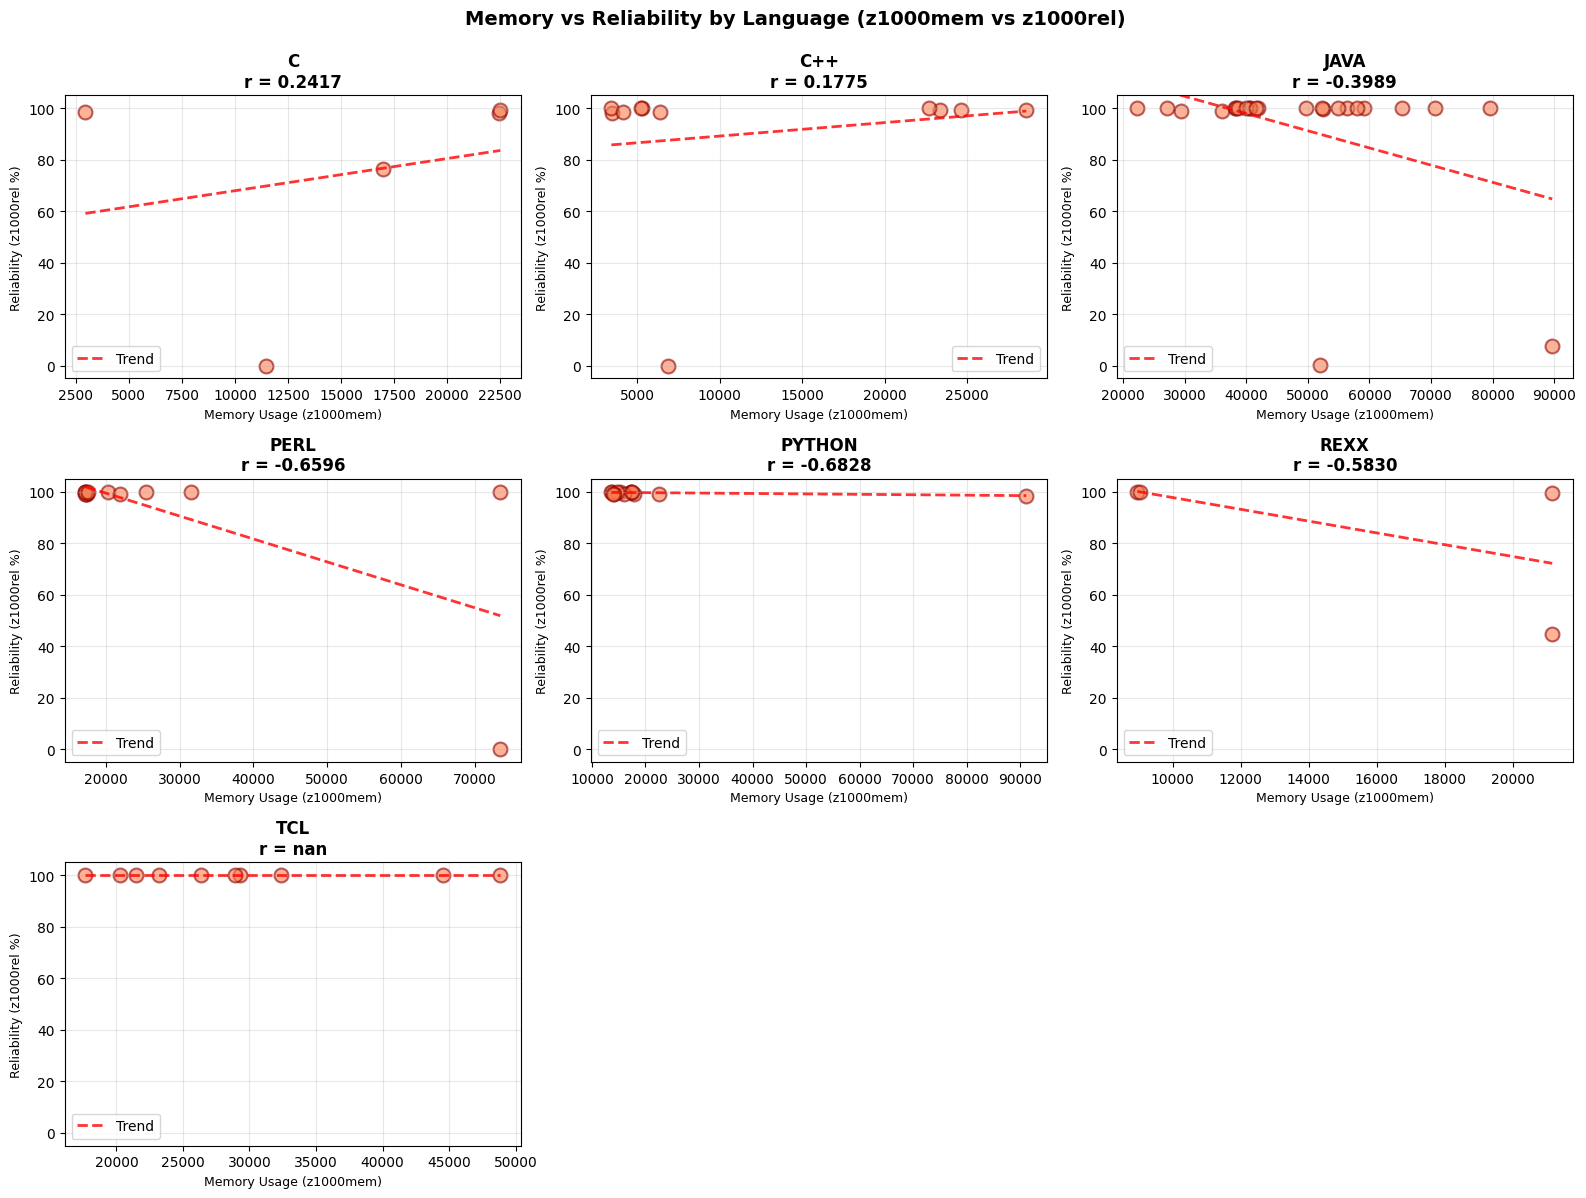 Memory vs Reliability by Language (z1000mem vs z1000rel)
C
r = 0.2417
100
80
60
40
20
0
Reliability (z1000rel %)
Trend
2500 5000 7500 10000 12500 15000 17500 20000 22500
Memory Usage (z1000mem)
C++
r = 0.1775
100
80
60
40
20
0
Reliability (z1000rel %)
Trend
5000 10000 15000 20000 25000
Memory Usage (z1000mem)
JAVA
r = -0.3989
100
80
60
40
20
0
Reliability (z1000rel %)
Trend
20000 30000 40000 50000 60000 70000 80000 90000
Memory Usage (z1000mem)
PERL
r = -0.6596
100
80
60
40
20
0
Reliability (z1000rel %)
Trend
20000 30000 40000 50000 60000 70000
Memory Usage (z1000mem)
PYTHON
r = -0.6828
100
80
60
40
20
0
Reliability (z1000rel %)
Trend
10000 20000 30000 40000 50000 60000 70000 80000 90000
Memory Usage (z1000mem)
REXX
r = -0.5830
100
80
60
40
20
0
Reliability (z1000rel %)
Trend
10000 12000 14000 16000 18000 20000
Memory Usage (z1000mem)
TCL
r = nan
100
80
60
40
20
0
Reliability (z1000rel %)
Trend
20000 25000 30000 35000 40000 45000 50000
Memory Usage (z1000mem)